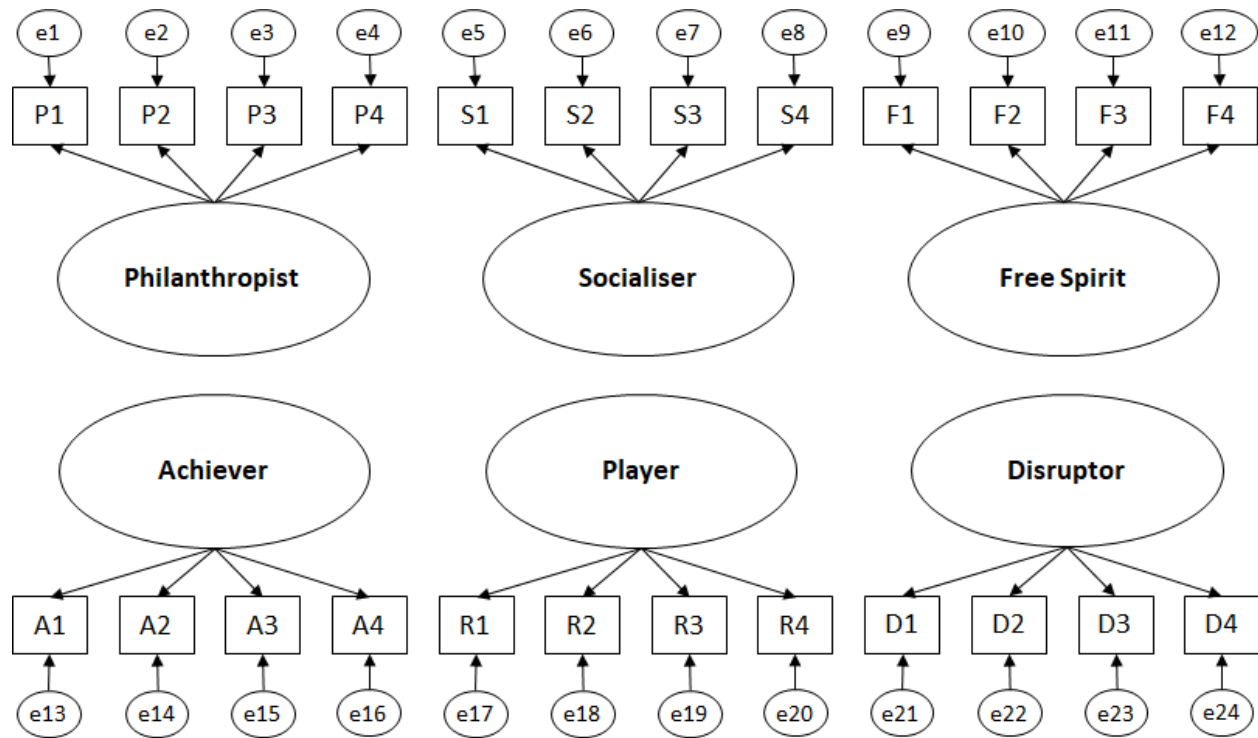 e1 e2 e3 e4 e5 e6 e7 e8 e9 e10 e11 e12
P1 P2 P3 P4 S1 S2 S3 S4 F1 F2 F3 F4
Philanthropist Socialiser Free Spirit
Achiever Player Disruptor
A1 A2 A3 A4 R1 R2 R3 R4 D1 D2 D3 D4
e13 e14 e15 e16 e17 e18 e19 e20 e21 e22 e23 e24